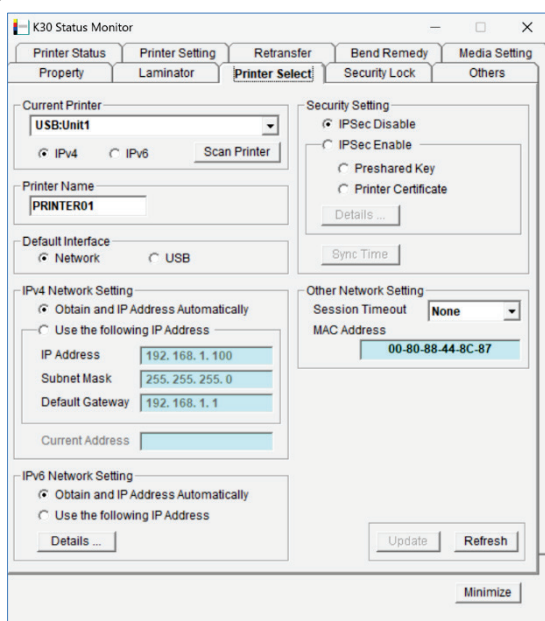 K30 Status Monitor
Printer Status Printer Setting Retransfer Bend Remedy Media Setting
Property Laminator Printer Select Security Lock Others
Current Printer
USB:Unit1
IPv4 IPv6 Scan Printer
Printer Name
PRINTER01
Default Interface
Network USB
IPv4 Network Setting
Obtain and IP Address Automatically
Use the following IP Address
IP Address 192. 168. 1. 100
Subnet Mask 255. 255. 255. 0
Default Gateway 192. 168. 1. 1
Current Address
IPv6 Network Setting
Obtain and IP Address Automatically
Use the following IP Address
Details ...
Security Setting
IPSec Disable
IPSec Enable
Preshared Key
Printer Certificate
Details ...
Sync Time
Other Network Setting
Session Timeout None
MAC Address
00-80-88-44-8C-87
Update Refresh
Minimize